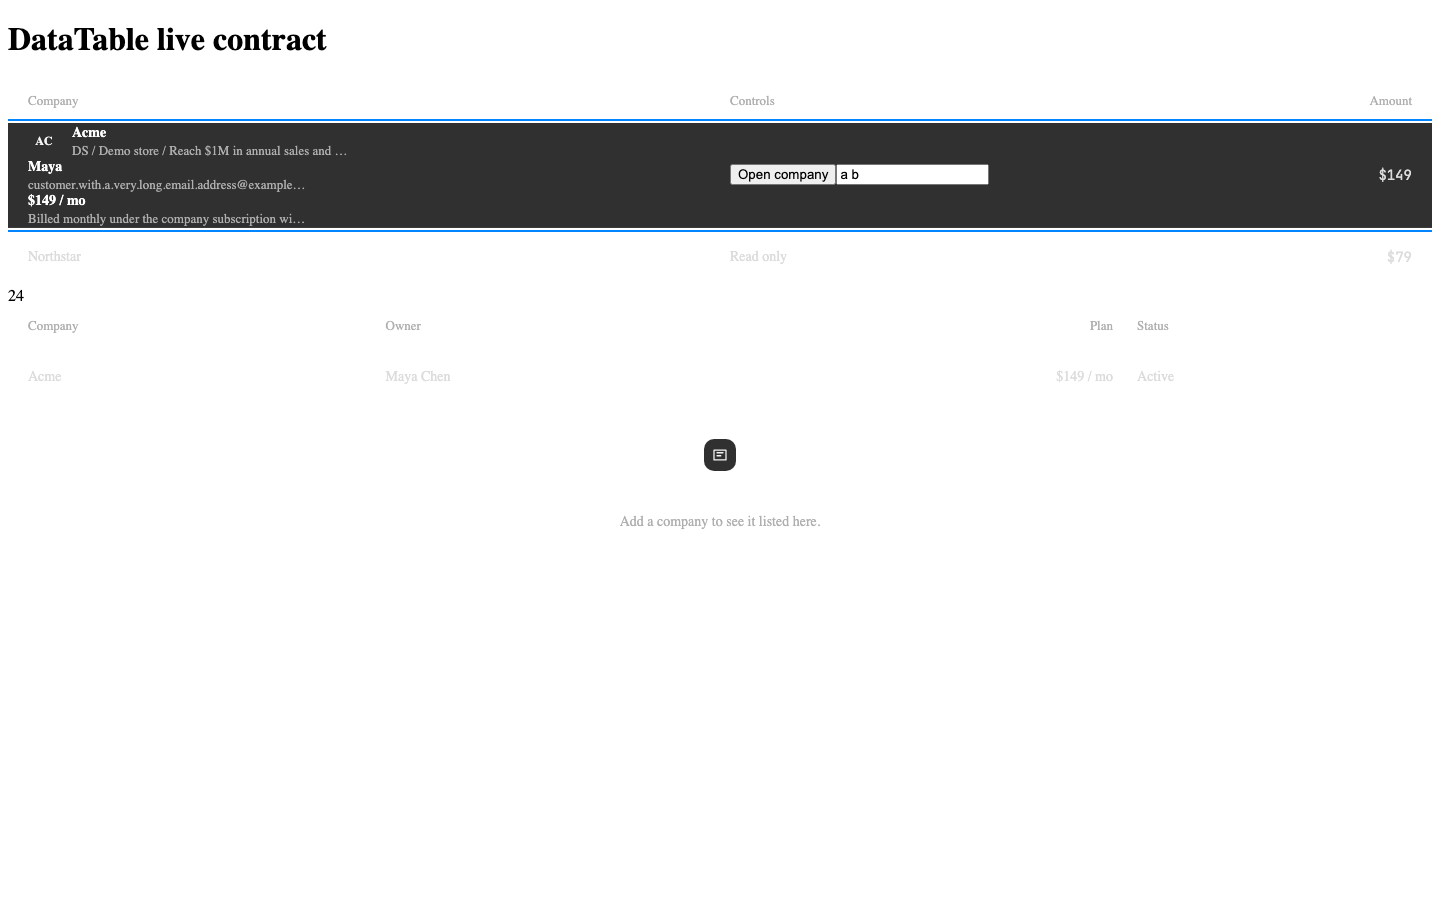 DataTable live contract
Company Controls Amount
AC Acme
DS / Demo store / Reach $1M in annual sales and …
Maya
customer.with.a.very.long.email.address@example…
$149 / mo
Billed monthly under the company subscription wi…
Open company a b $149
Northstar Read only $79
24
Company Owner Plan Status
Acme Maya Chen $149 / mo Active
Add a company to see it listed here.